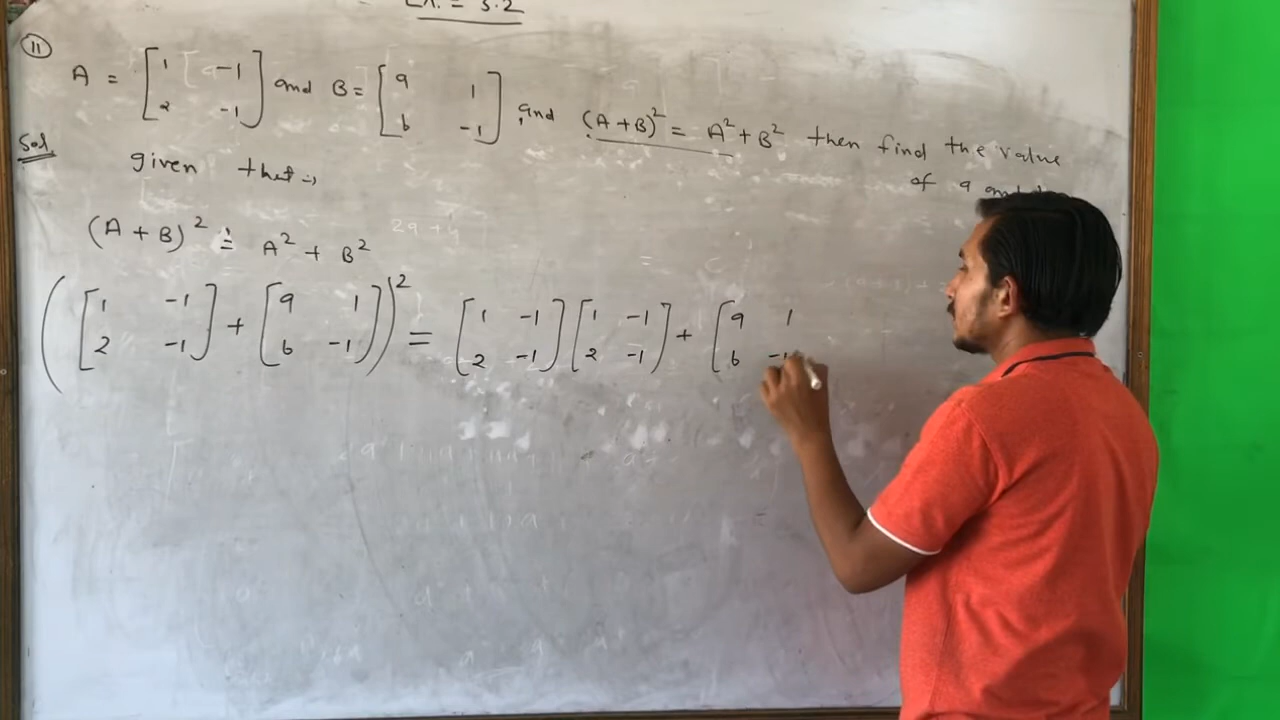 Ex. = 3.2
11
A = [1 -1; 2 -1] and B = [a 1; b -1] and (A + B)² = A² + B² then find the value
of a and
Sol
given that :,
(A + B)² = A² + B²
([1 -1; 2 -1] + [a 1; b -1])² = [1 -1; 2 -1] [1 -1; 2 -1] + [a 1; b -1